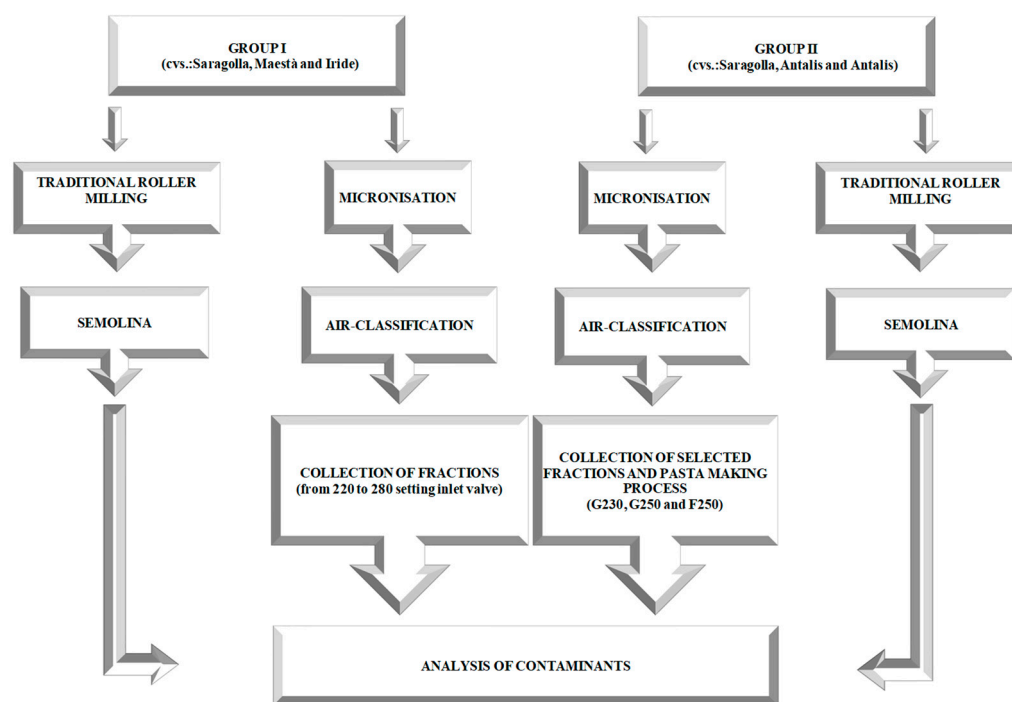 GROUP I
(cvs.:Saragolla, Maestà and Iride)
GROUP II
(cvs.:Saragolla, Antalis and Antalis)
TRADITIONAL ROLLER
MILLING
MICRONISATION
MICRONISATION
TRADITIONAL ROLLER
MILLING
SEMOLINA
AIR-CLASSIFICATION
AIR-CLASSIFICATION
SEMOLINA
COLLECTION OF FRACTIONS
(from 220 to 280 setting inlet valve)
COLLECTION OF SELECTED
FRACTIONS AND PASTA MAKING
PROCESS
(G230, G250 and F250)
ANALYSIS OF CONTAMINANTS